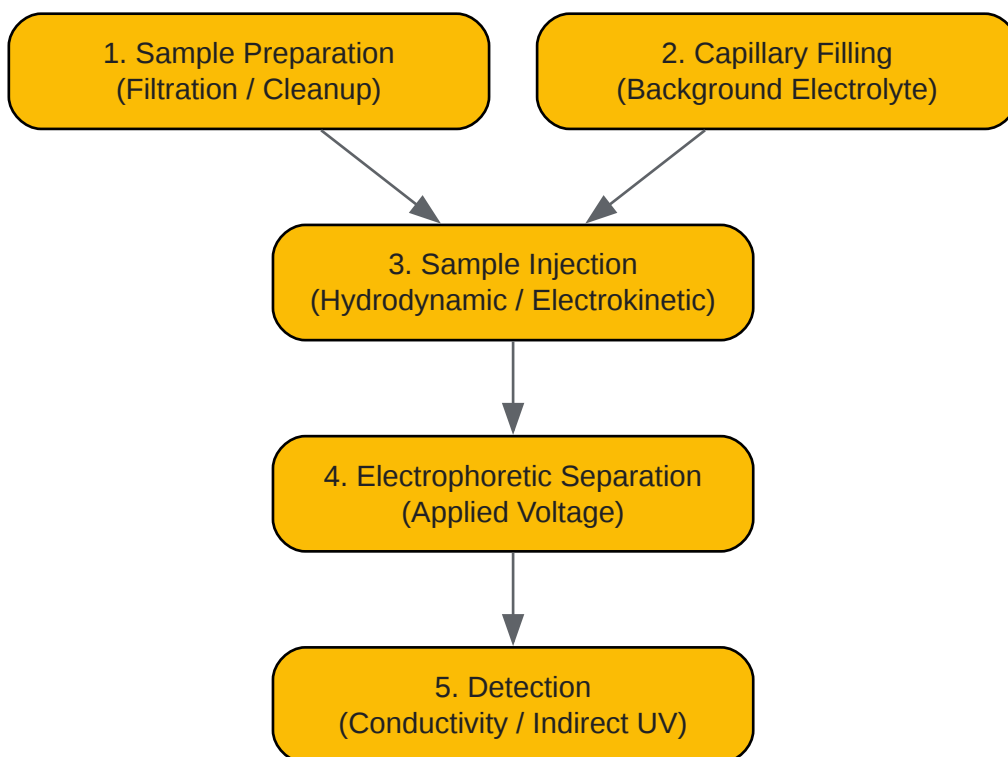 1. Sample Preparation
(Filtration / Cleanup)
2. Capillary Filling
(Background Electrolyte)
3. Sample Injection
(Hydrodynamic / Electrokinetic)
4. Electrophoretic Separation
(Applied Voltage)
5. Detection
(Conductivity / Indirect UV)